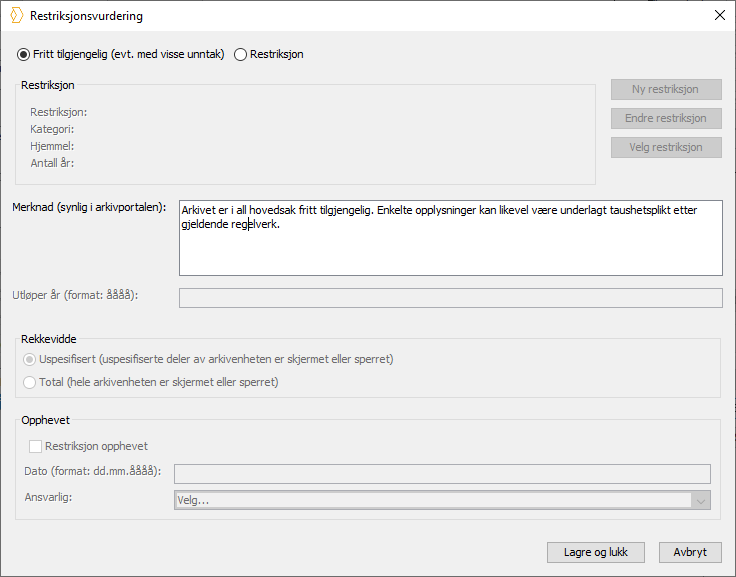 Restriksjonsvurdering
Fritt tilgjengelig (evt. med visse unntak) Restriksjon
Restriksjon
Restriksjon:
Kategori:
Hjemmel:
Antall år:
Ny restriksjon
Endre restriksjon
Velg restriksjon
Merknad (synlig i arkivportalen):
Arkivet er i all hovedsak fritt tilgjengelig. Enkelte opplysninger kan likevel være underlagt taushetsplikt etter
gjeldende regelverk.
Utløper år (format: åååå):
Rekkevidde
Uspesifisert (uspesifiserte deler av arkivenheten er skjermet eller sperret)
Total (hele arkivenheten er skjermet eller sperret)
Opphevet
Restriksjon opphevet
Dato (format: dd.mm.åååå):
Ansvarlig: Velg...
Lagre og lukk Avbryt